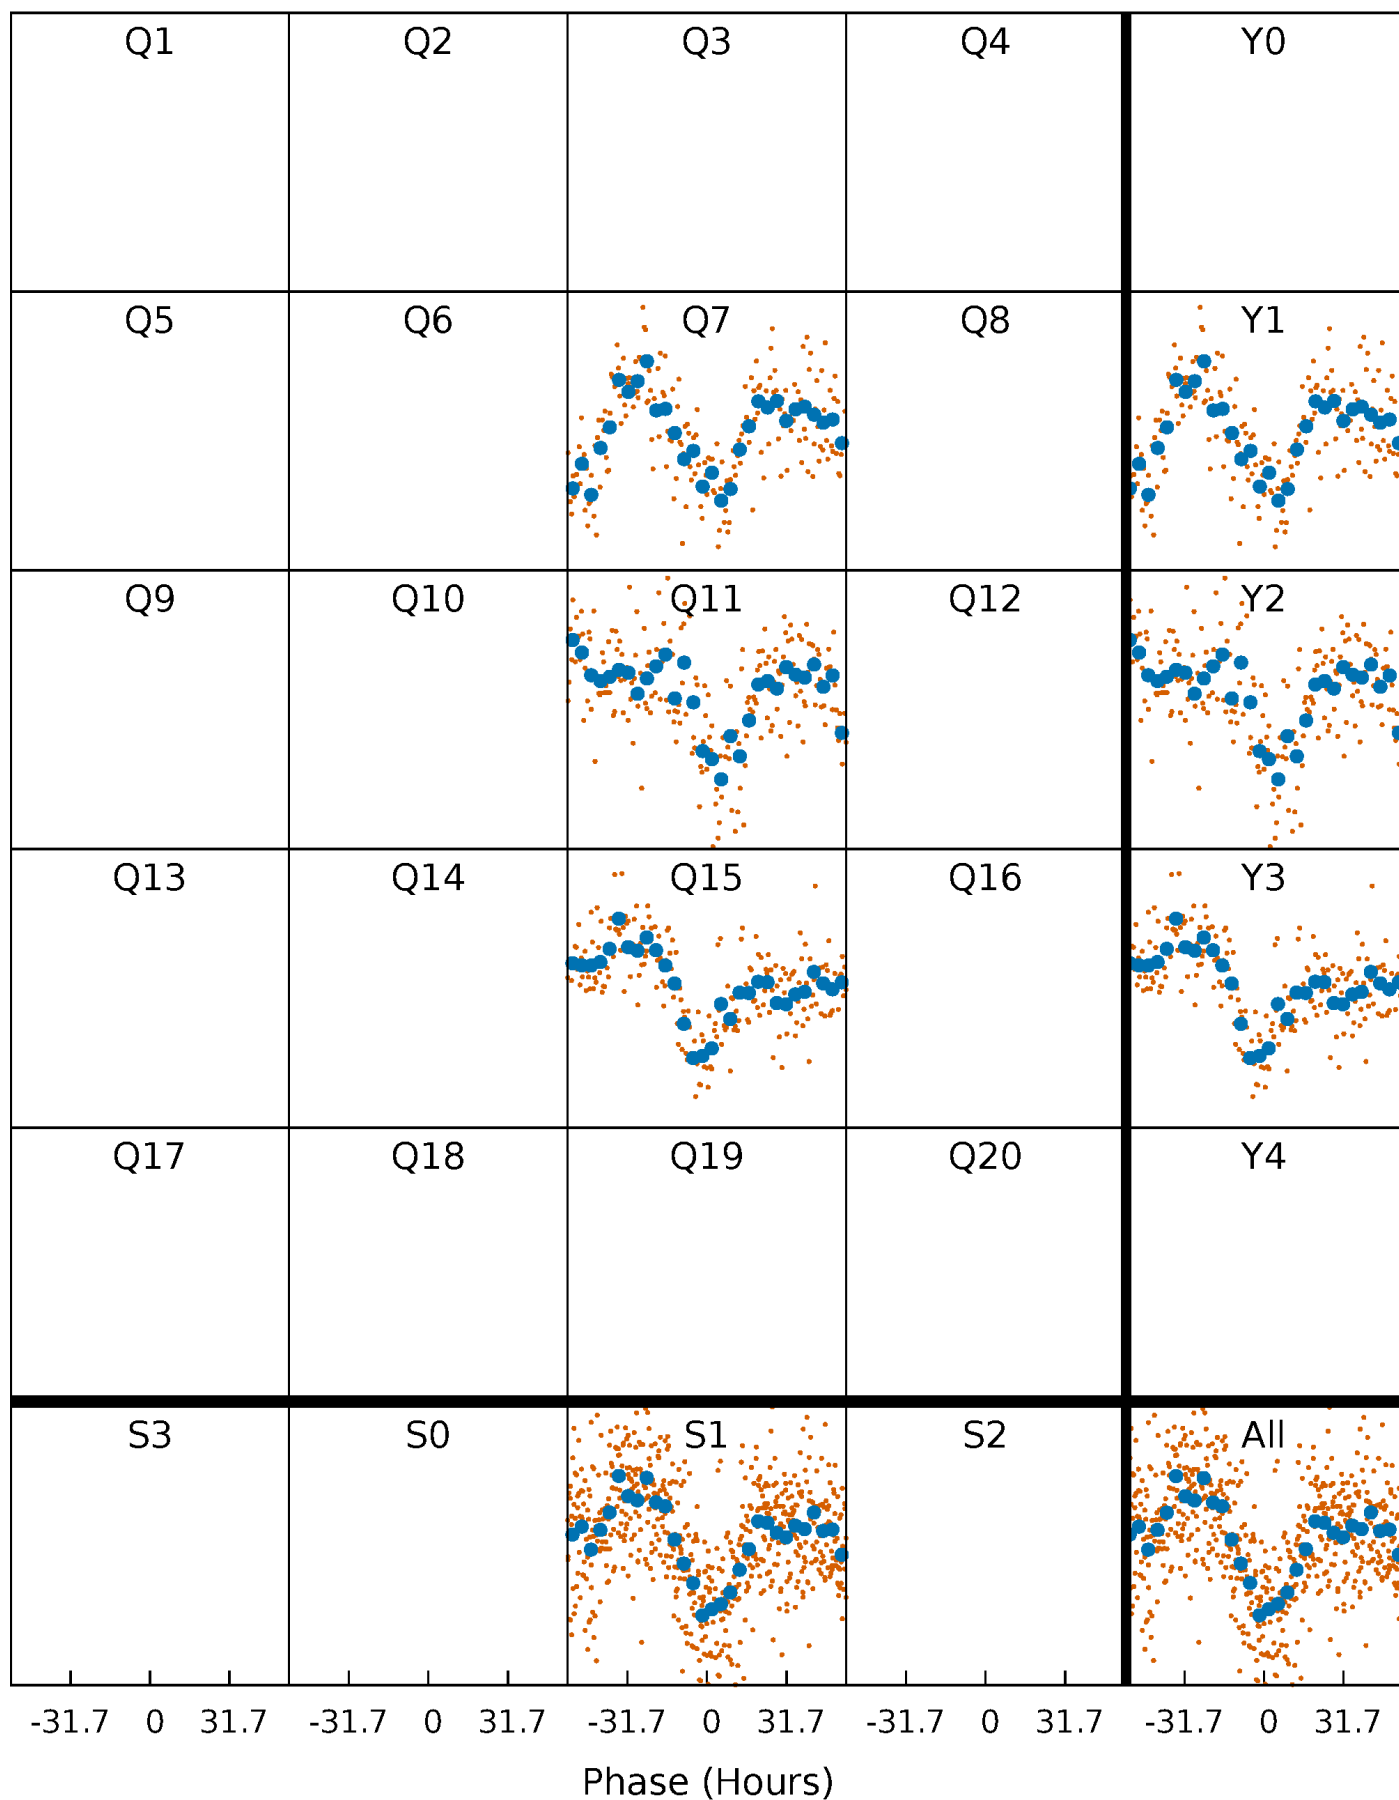 Q1 Q2 Q3 Q4 Y0
Q5 Q6 Q7 Q8 Y1
Q9 Q10 Q11 Q12 Y2
Q13 Q14 Q15 Q16 Y3
Q17 Q18 Q19 Q20 Y4
S3 S0 S1 S2 All
-31.7 0 31.7 -31.7 0 31.7 -31.7 0 31.7 -31.7 0 31.7 -31.7 0 31.7
Phase (Hours)